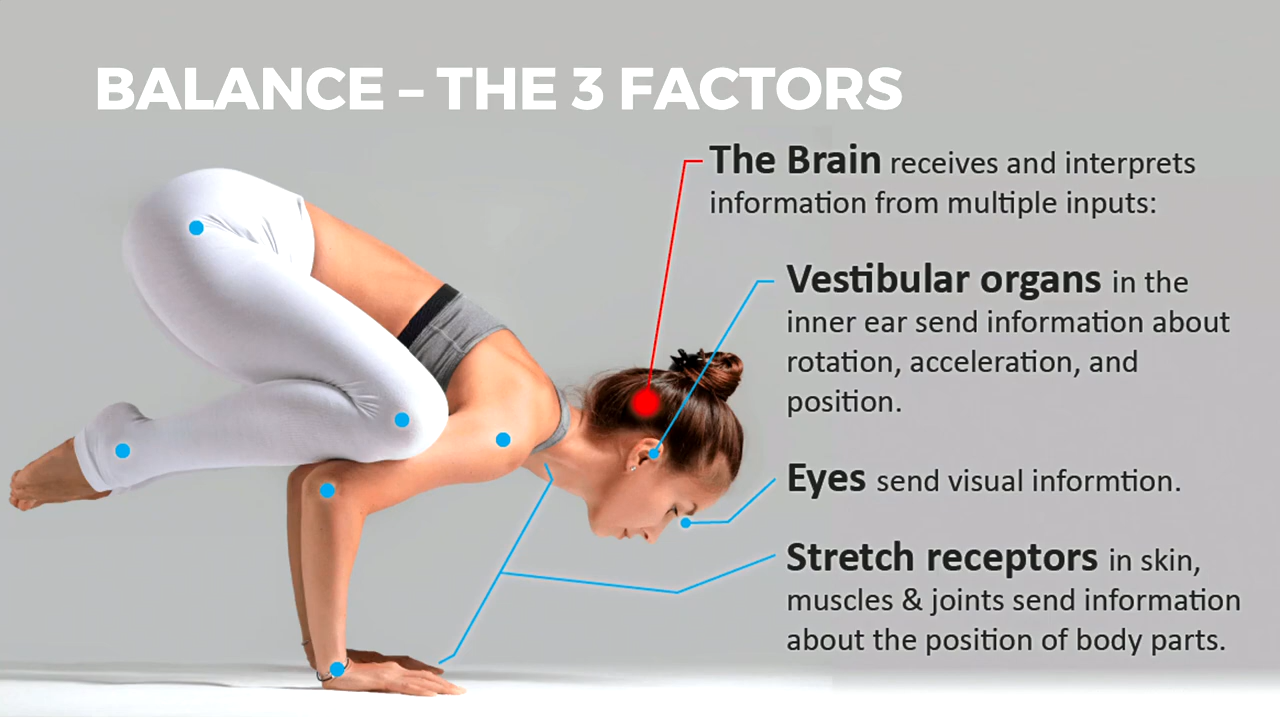 BALANCE – THE 3 FACTORS
The Brain receives and interprets
information from multiple inputs:
Vestibular organs in the
inner ear send information about
rotation, acceleration, and
position.
Eyes send visual informtion.
Stretch receptors in skin,
muscles & joints send information
about the position of body parts.